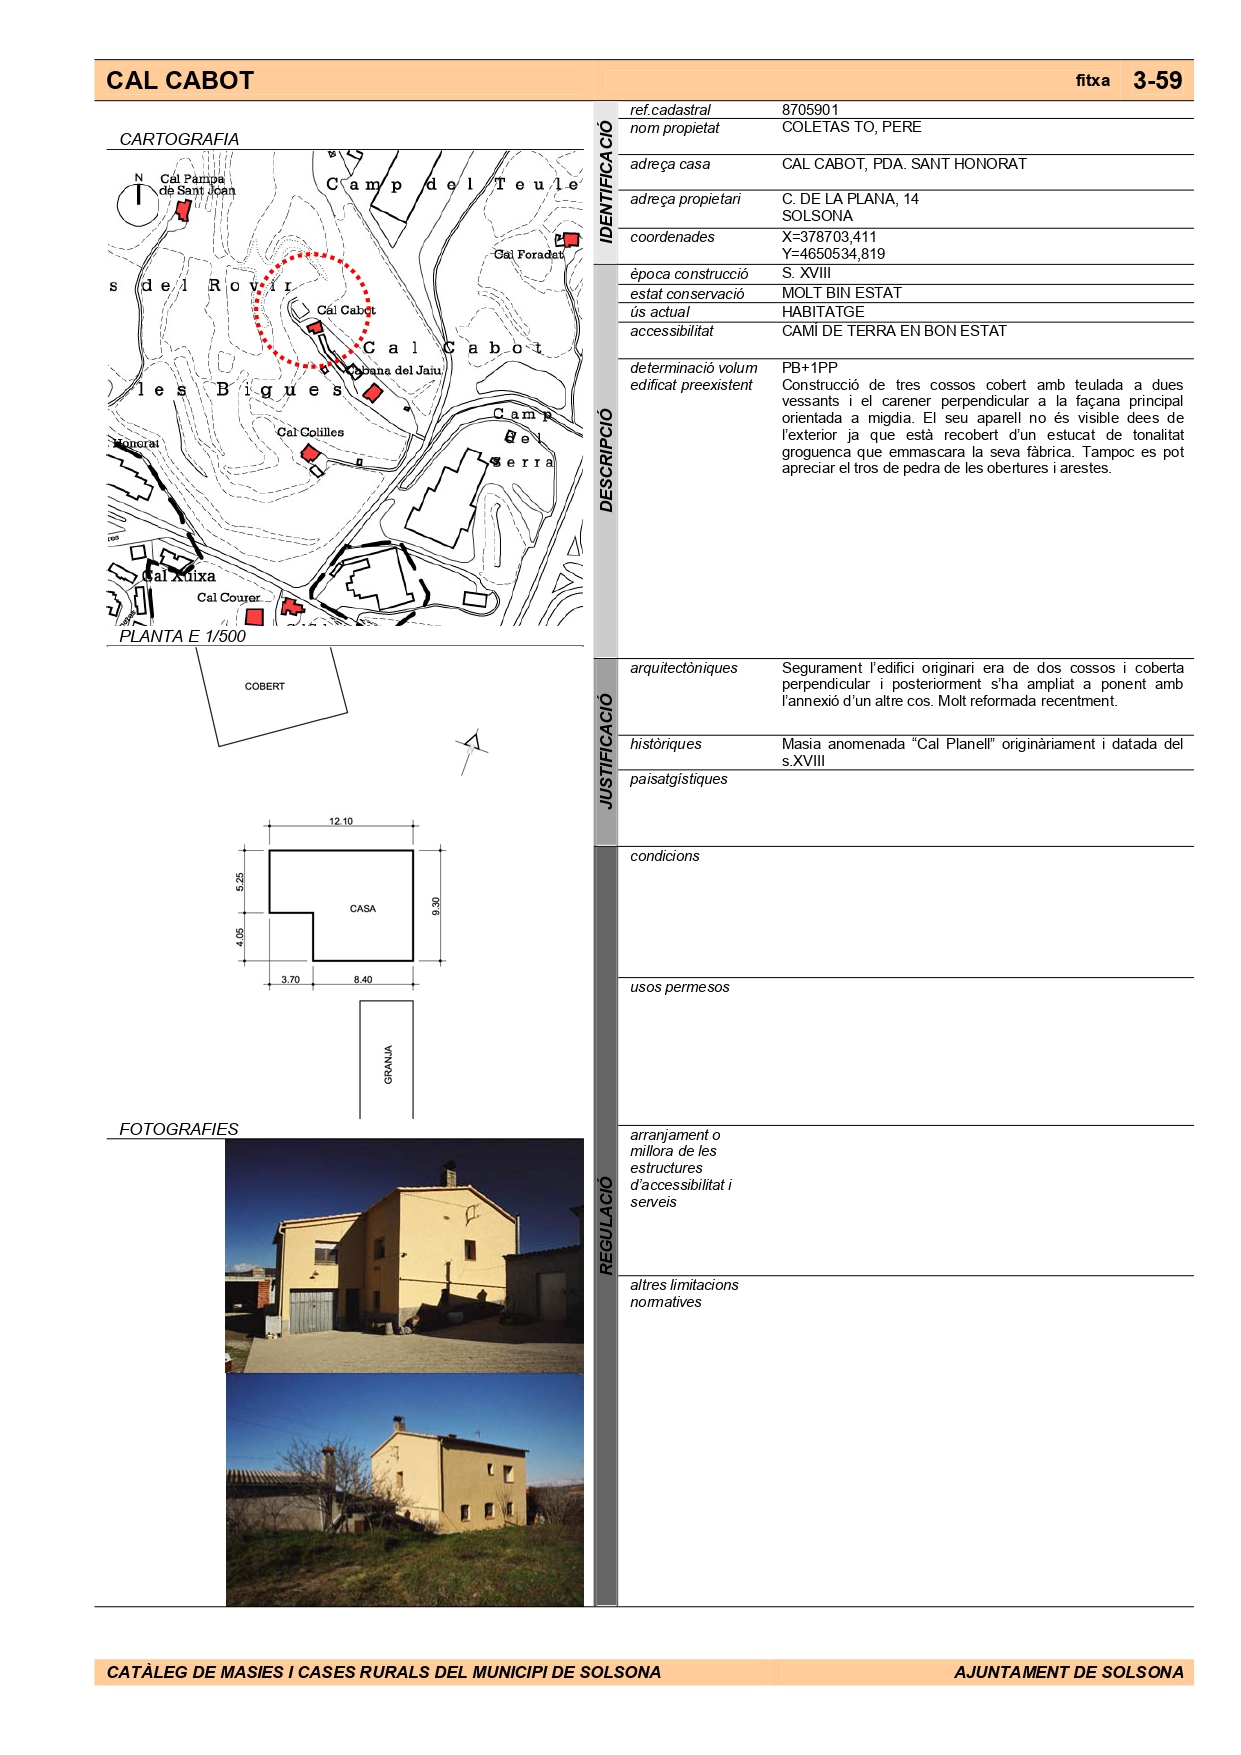 CAL CABOT
fitxa 3-59
CARTOGRAFIA
N
Cal Pampa
de Sant Joan
Camp del Teule
Cal Foradat
s del Rovir
Cal Cabot
Cal Cabot
Cabana del Jaiu
les Bigues
Camp
del
Serra
Cal Colilles
Honorat
Cal Xuixa
Cal Courer
PLANTA E 1/500
COBERT
12.10
5.25
CASA
9.30
4.05
3.70
8.40
GRANJA
FOTOGRAFIES
IDENTIFICACIÓ
ref.cadastral 8705901
nom propietat COLETAS TO, PERE
adreça casa CAL CABOT, PDA. SANT HONORAT
adreça propietari C. DE LA PLANA, 14
SOLSONA
coordenades X=378703,411
Y=4650534,819
DESCRIPCIÓ
època construcció S. XVIII
estat conservació MOLT BIN ESTAT
ús actual HABITATGE
accessibilitat CAMÍ DE TERRA EN BON ESTAT
determinació volum PB+1PP
edificat preexistent Construcció de tres cossos cobert amb teulada a dues
vessants i el carener perpendicular a la façana principal
orientada a migdia. El seu aparell no és visible dees de
l’exterior ja que està recobert d’un estucat de tonalitat
groguenca que emmascara la seva fàbrica. Tampoc es pot
apreciar el tros de pedra de les obertures i arestes.
JUSTIFICACIÓ
arquitectòniques Segurament l’edifici originari era de dos cossos i coberta
perpendicular i posteriorment s’ha ampliat a ponent amb
l’annexió d’un altre cos. Molt reformada recentment.
històriques Masia anomenada “Cal Planell” originàriament i datada del
s.XVIII
paisatgístiques
REGULACIÓ
condicions
usos permesos
arranjament o
millora de les
estructures
d’accessibilitat i
serveis
altres limitacions
normatives
CATÀLEG DE MASIES I CASES RURALS DEL MUNICIPI DE SOLSONA
AJUNTAMENT DE SOLSONA